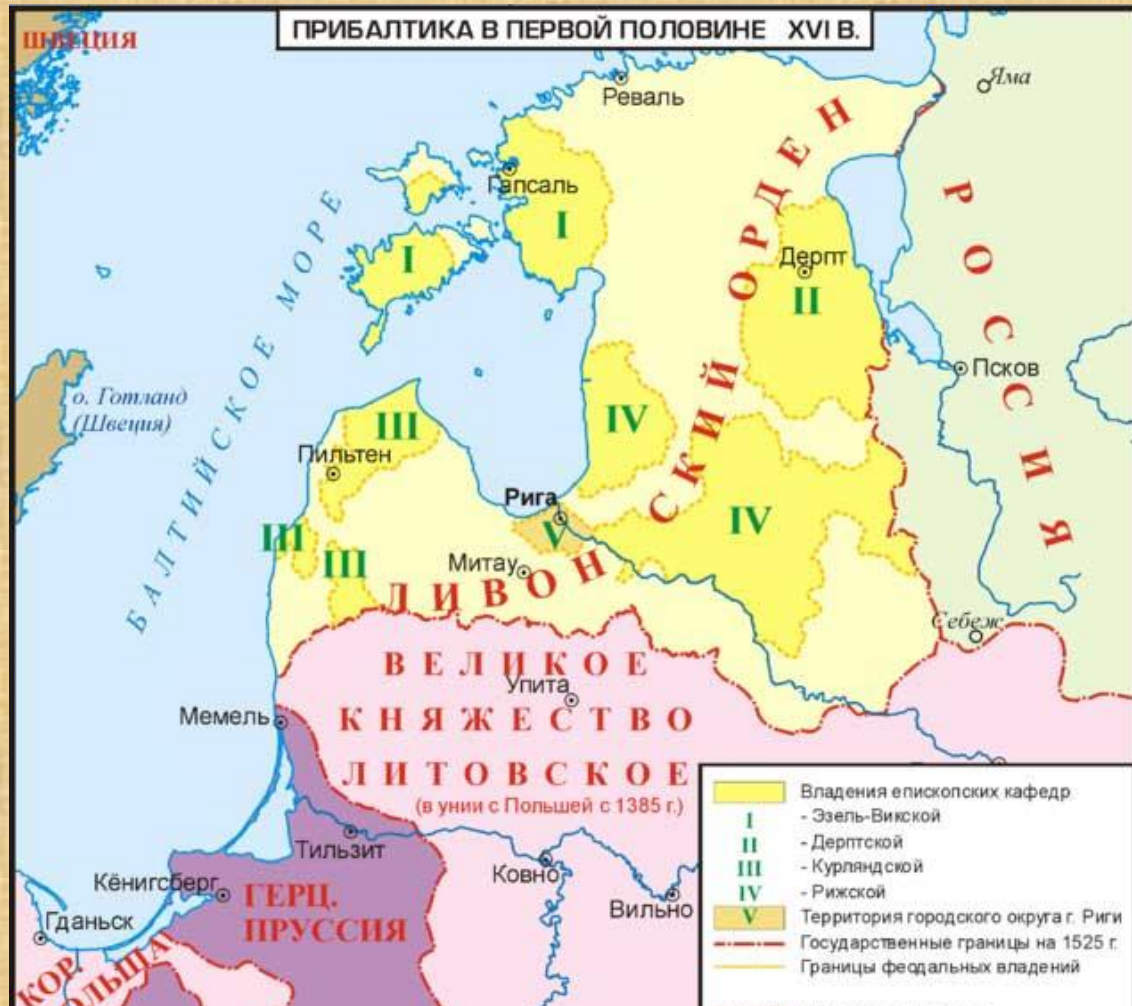 ПРИБАЛТИКА В ПЕРВОЙ ПОЛОВИНЕ XVI В.
ШВЕЦИЯ
Ревaль
Яма
Гапсаль
I
I
I
ЛИВОНСКИЙ ОРДЕН
РОССИЯ
БАЛТИЙСКОЕ МОРЕ
Дерпт
II
о. Готланд
(Швеция)
Псков
III
IV
Пильтен
Рига
IV
III
III
V
Митау
Себеж
ВЕЛИКОЕ
Упита
КНЯЖЕСТВО
ЛИТОВСКОЕ
(в унии с Польшей с 1385 г.)
Мемель
Тильзит
Ковно
Вильно
Кёнигсберг
ГЕРЦ.
ПРУССИЯ
Гданьск
КОР.
Владения епископских кафедр
I - Эзель-Викской
II - Дерптской
III - Курляндской
IV - Рижской
V Территория городского округа г. Риги
Государственные границы на 1525 г.
Границы феодальных владений